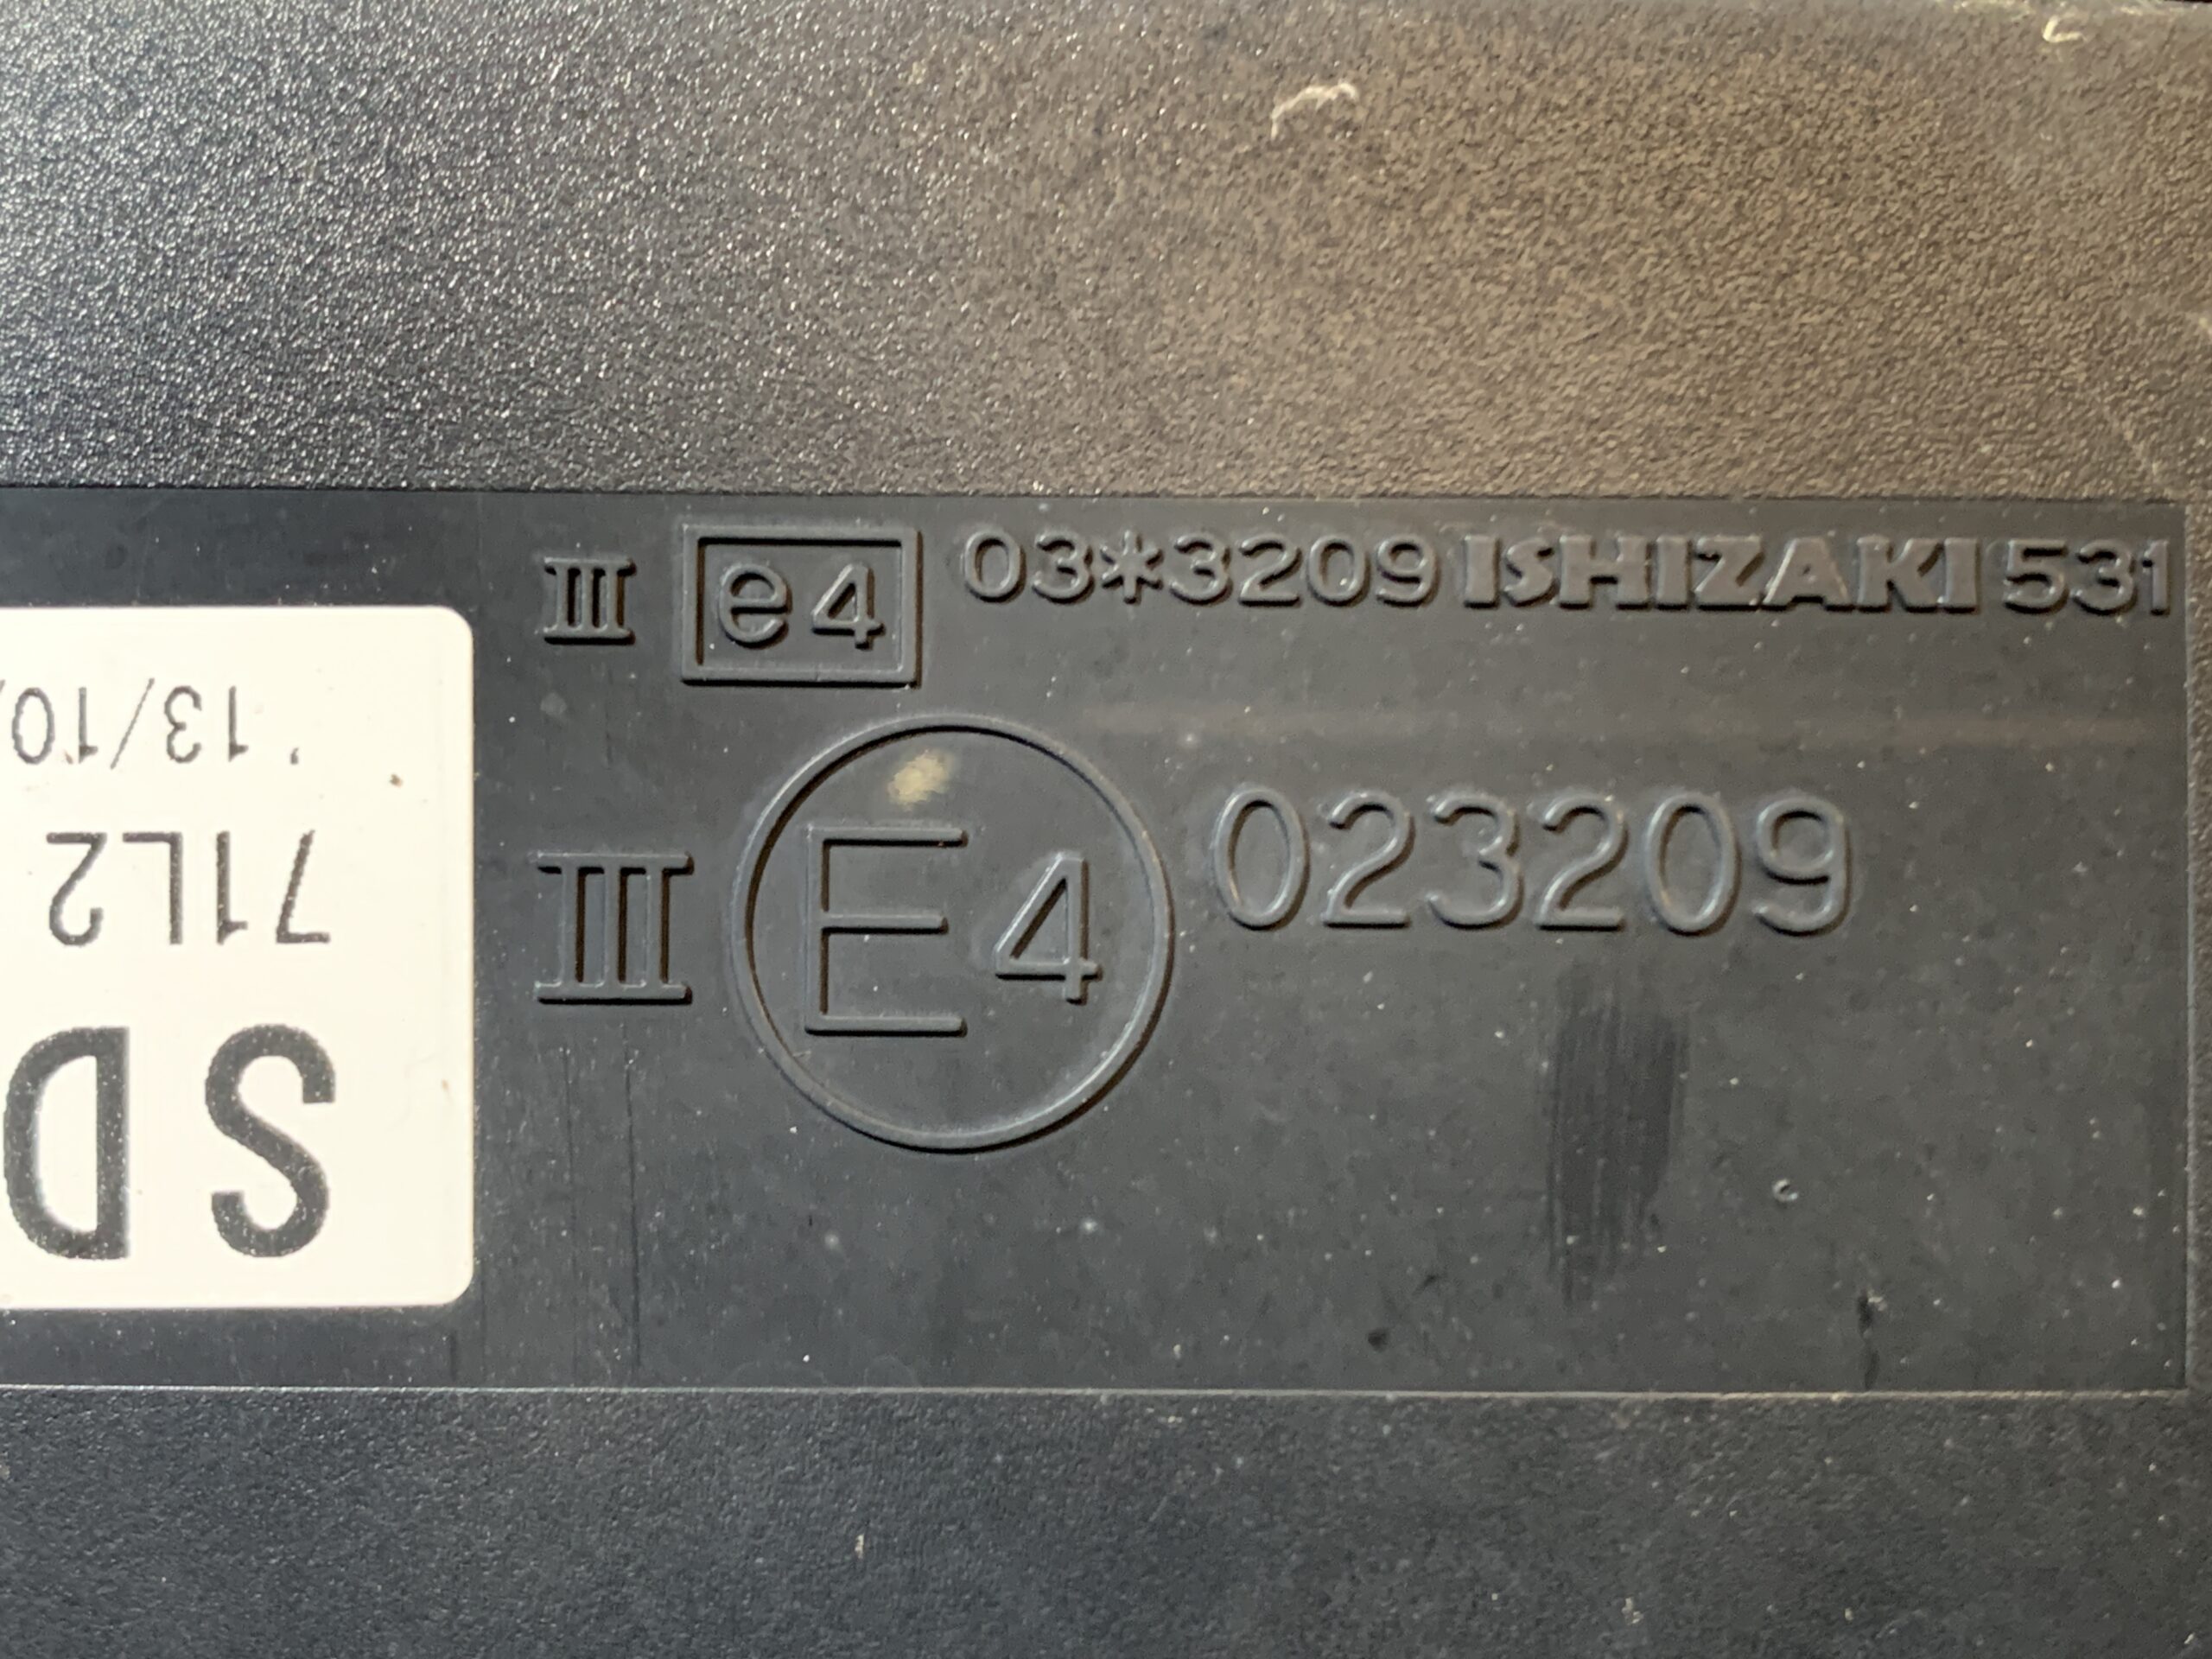 III e4 03*3209 ISHIZAKI 531
III E4 023209
SD
71L2
'13/10/